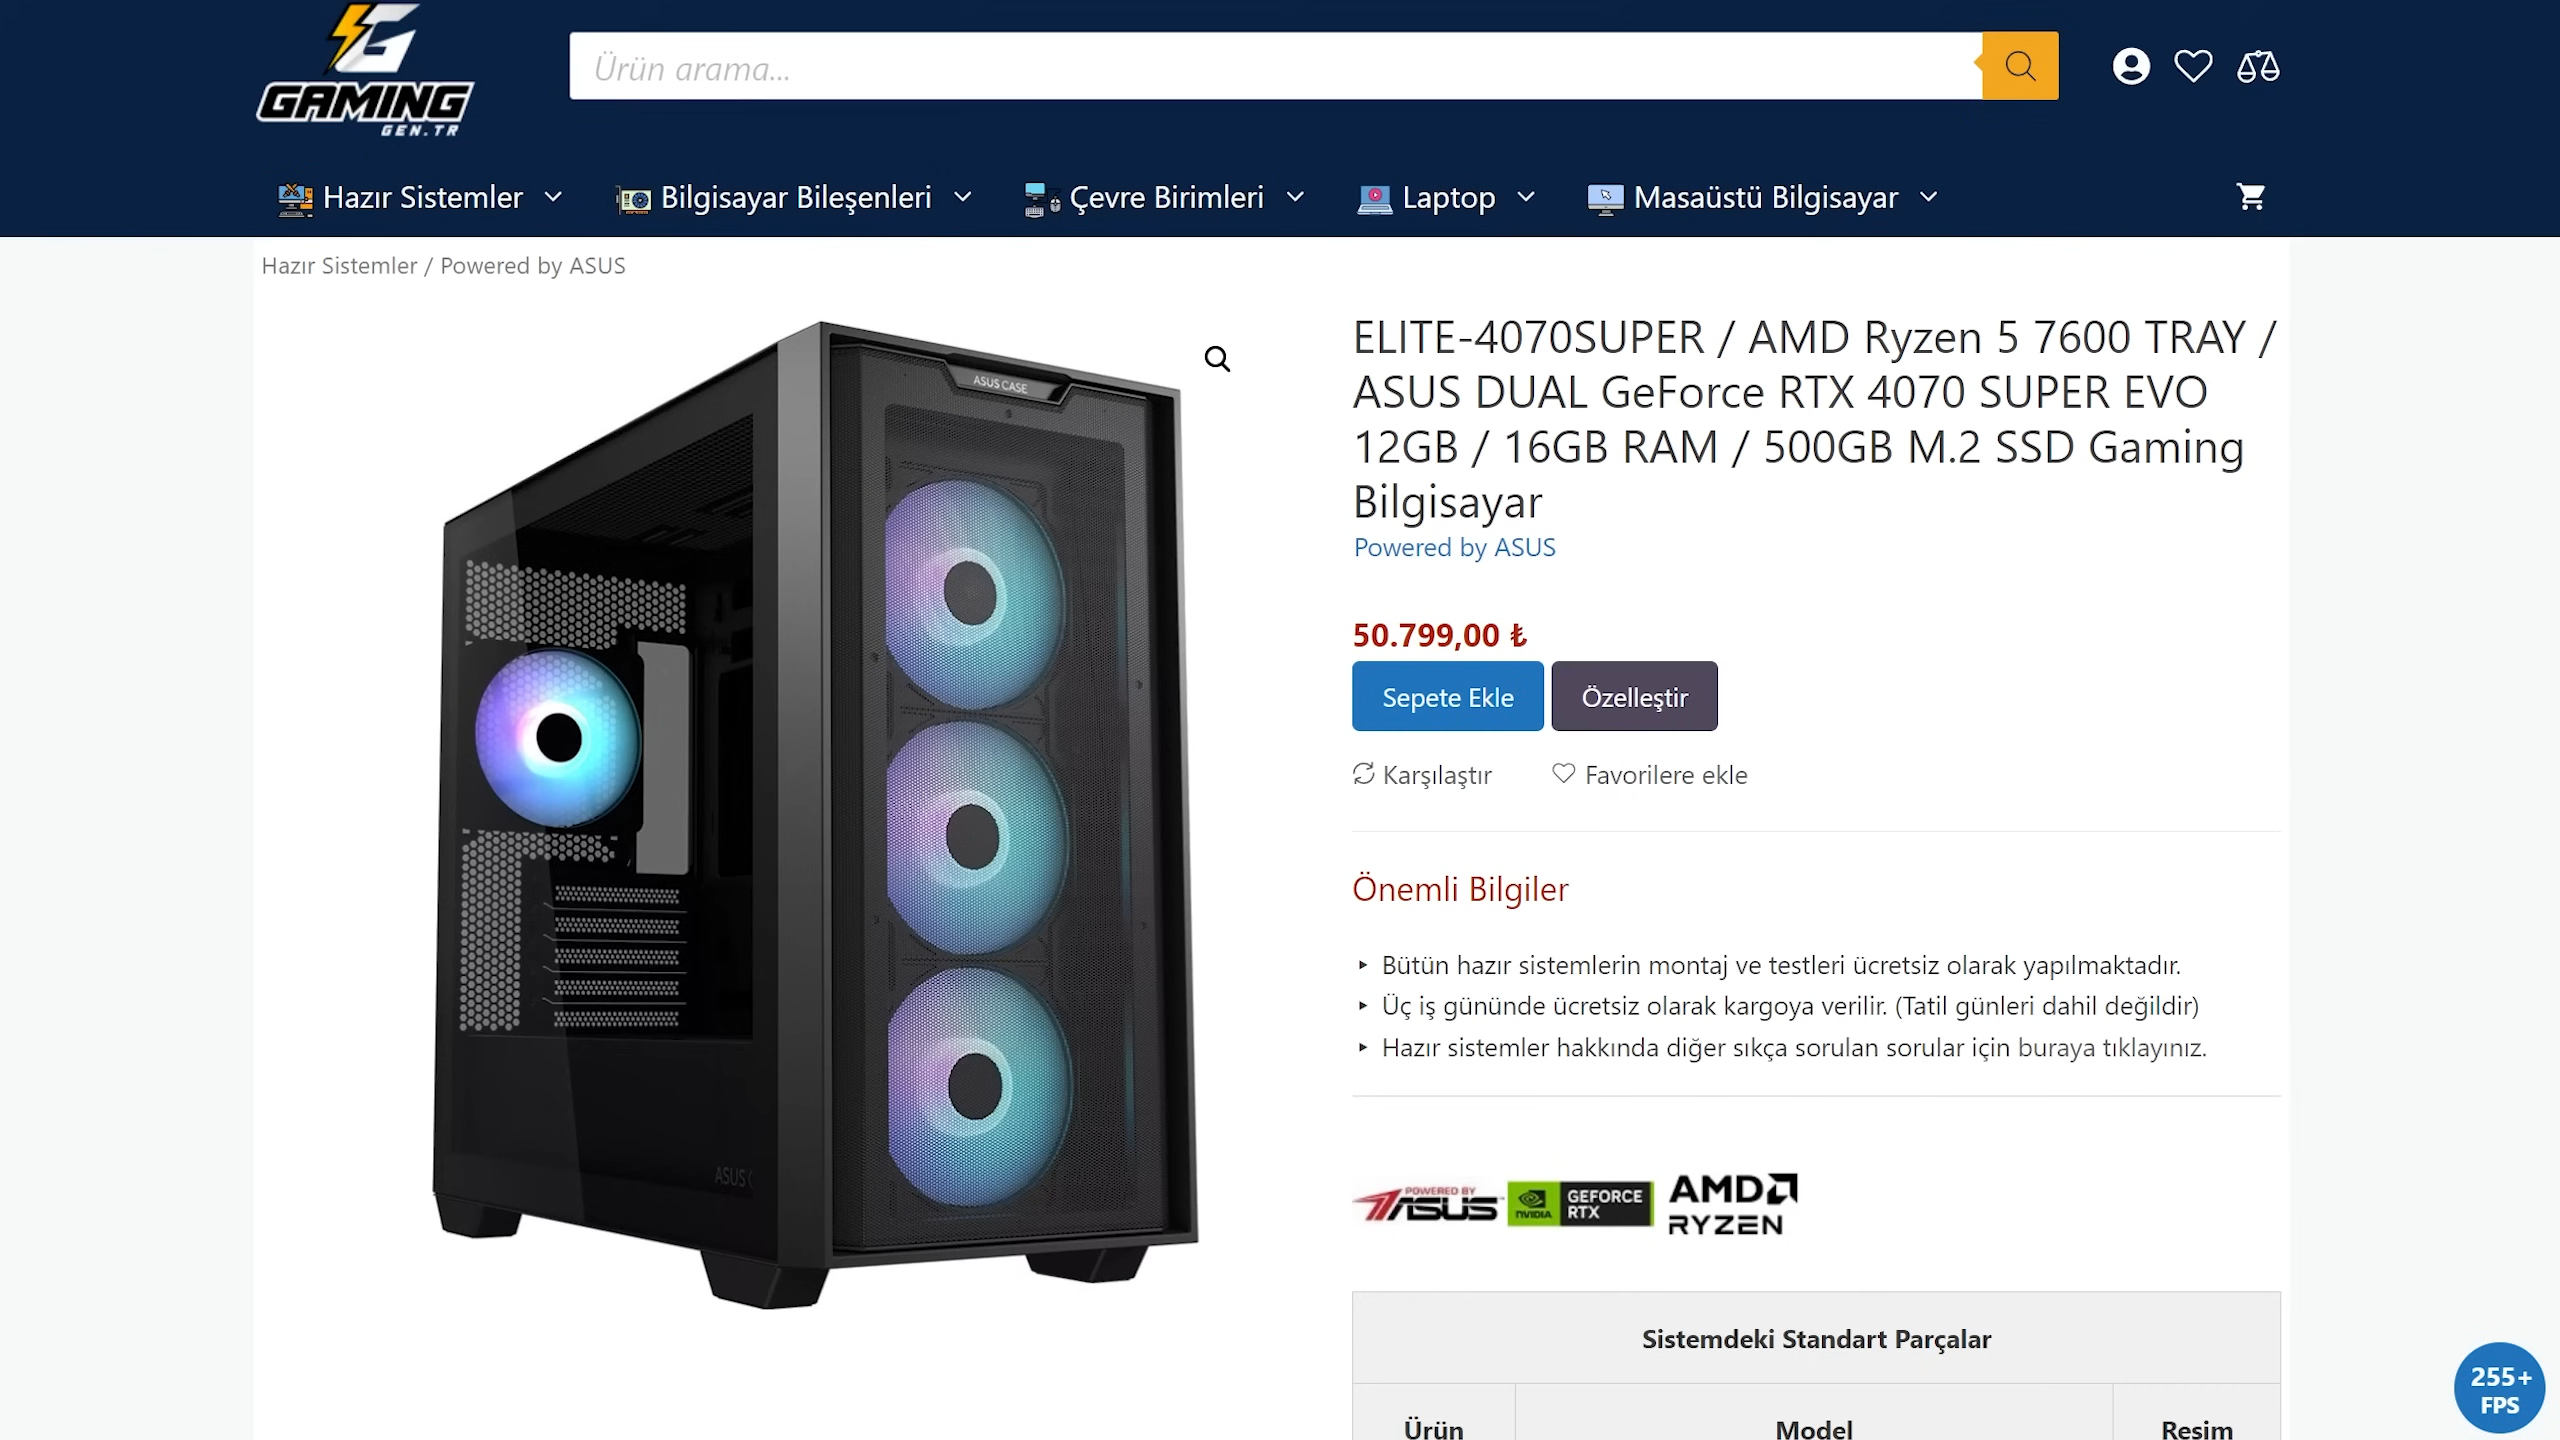 GAMING
GEN.TR
Ürün arama...
Hazır Sistemler
Bilgisayar Bileşenleri
Çevre Birimleri
Laptop
Masaüstü Bilgisayar
Hazır Sistemler / Powered by ASUS
ASUS CASE
ASUS C
ELITE-4070SUPER / AMD Ryzen 5 7600 TRAY /
ASUS DUAL GeForce RTX 4070 SUPER EVO
12GB / 16GB RAM / 500GB M.2 SSD Gaming
Bilgisayar
Powered by ASUS
50.799,00 ₺
Sepete Ekle
Özelleştir
Karşılaştır
Favorilere ekle
Önemli Bilgiler
‣ Bütün hazır sistemlerin montaj ve testleri ücretsiz olarak yapılmaktadır.
‣ Üç iş gününde ücretsiz olarak kargoya verilir. (Tatil günleri dahil değildir)
‣ Hazır sistemler hakkında diğer sıkça sorulan sorular için buraya tıklayınız.
POWERED BY
ASUS
NVIDIA
GEFORCE
RTX
AMD
RYZEN
Sistemdeki Standart Parçalar
Ürün Model Resim
255+
FPS